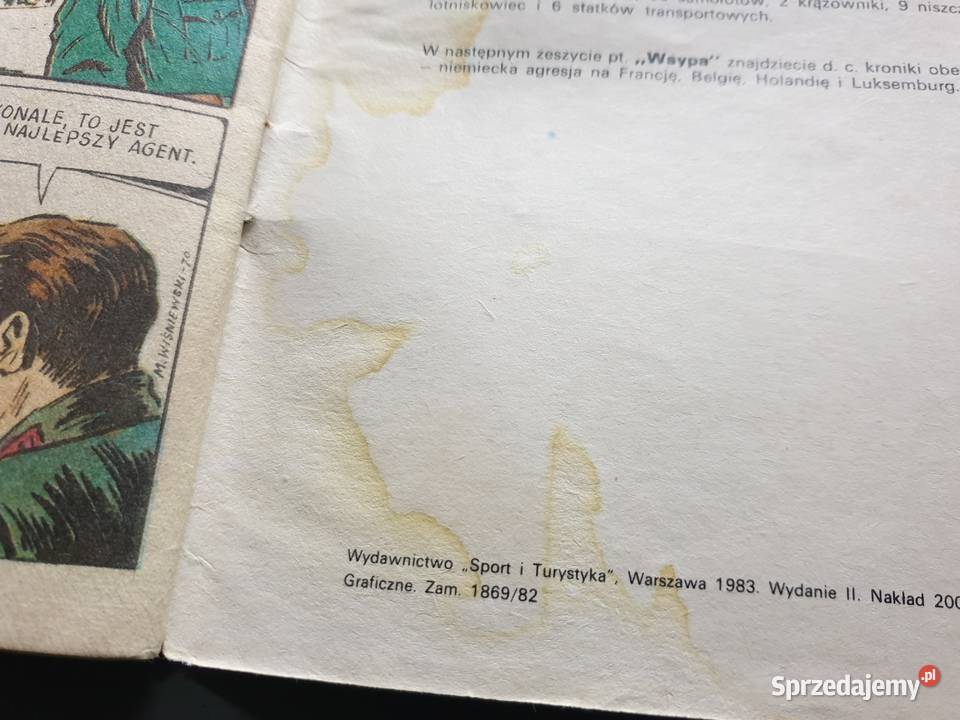 ONALE, TO JEST
NAJLEPSZY AGENT.
M. WIŚNIEWSKI-70
lotniskowiec i 6 statków transportowych.
W następnym zeszycie pt. „Wsypa" znajdziecie d. c. kroniki obe
– niemiecka agresja na Francję, Belgię, Holandię i Luksemburg.
Wydawnictwo „Sport i Turystyka", Warszawa 1983. Wydanie II. Nakład 200
Graficzne. Zam. 1869/82
Sprzedajemy.pl